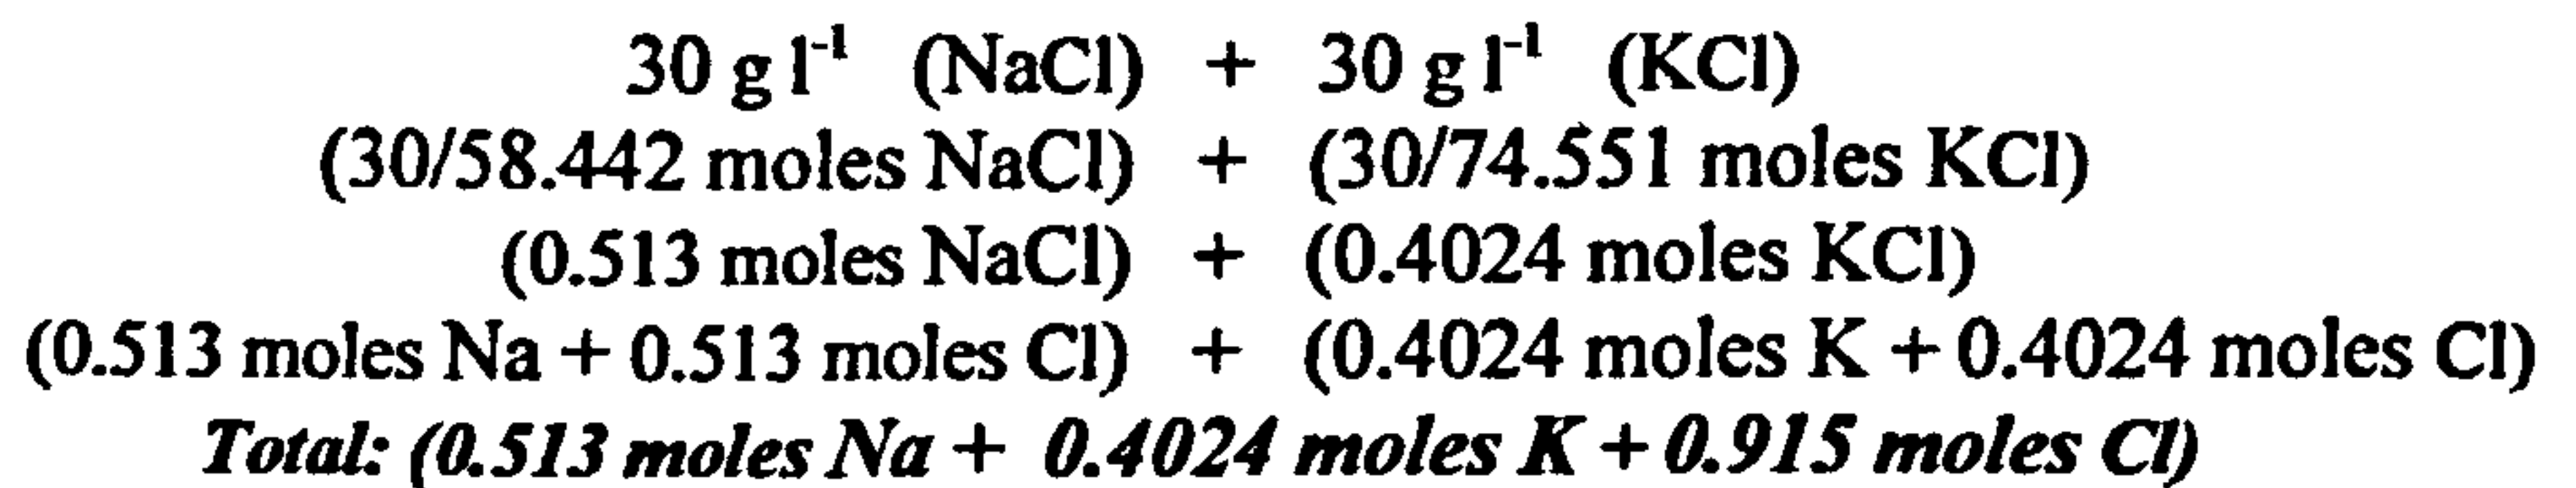 30 g l⁻¹ (NaCl) + 30 g l⁻¹ (KCl)
(30/58.442 moles NaCl) + (30/74.551 moles KCl)
(0.513 moles NaCl) + (0.4024 moles KCl)
(0.513 moles Na + 0.513 moles Cl) + (0.4024 moles K + 0.4024 moles Cl)
Total: (0.513 moles Na + 0.4024 moles K + 0.915 moles Cl)